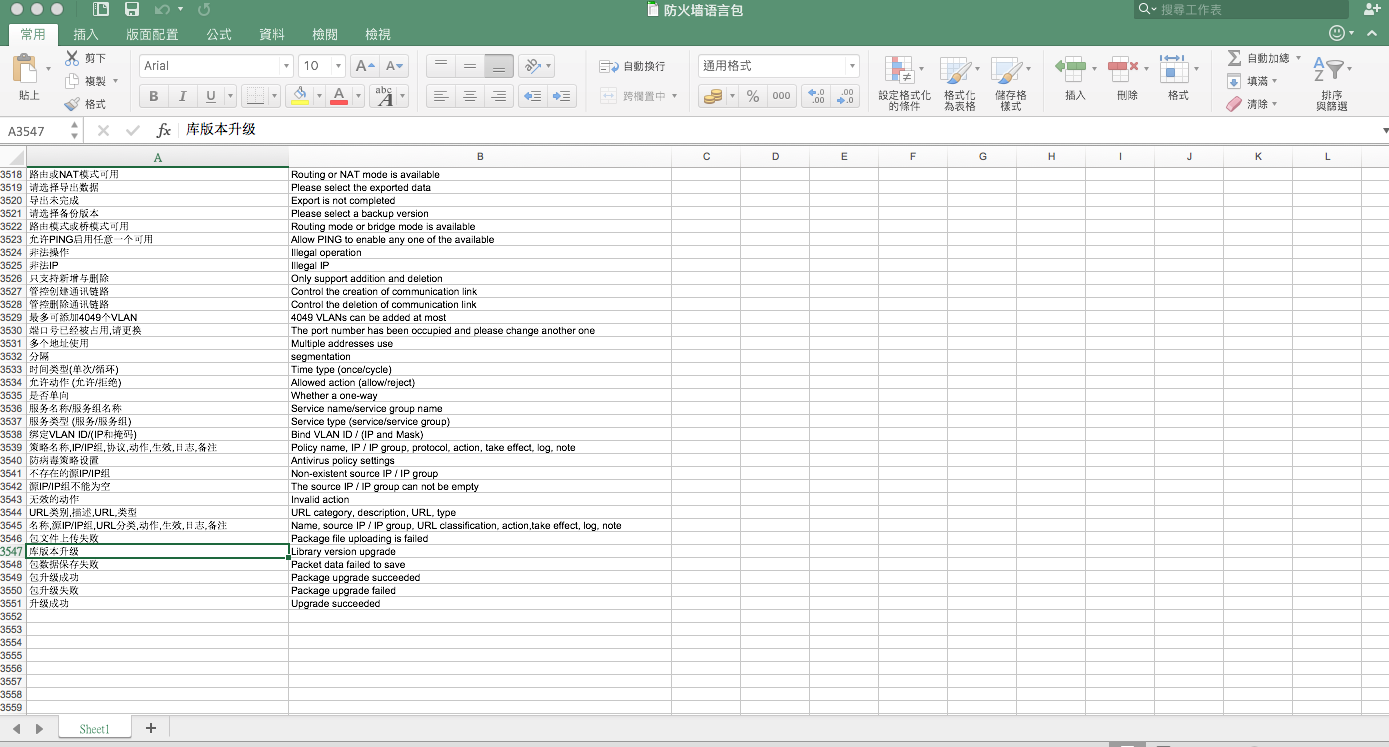 防火墙语言包
搜尋工作表
常用 插入 版面配置 公式 資料 校閱 檢視
貼上 剪下 複製 格式
Arial 10 A A
B I U A abc A
自動換行
跨欄置中
通用格式
% 000 .0 .00 .00 .0
設定格式化的條件 格式化為表格 儲存格樣式
插入 刪除 格式
自動加總 填滿 清除
A Z 排序與篩選
A3547 fx 库版本升级
A B C D E F G H I J K L
3518 路由或NAT模式可用 Routing or NAT mode is available
3519 请选择导出数据 Please select the exported data
3520 导出未完成 Export is not completed
3521 请选择备份版本 Please select a backup version
3522 路由模式或桥模式可用 Routing mode or bridge mode is available
3523 允许PING启用任意一个可用 Allow PING to enable any one of the available
3524 非法操作 Illegal operation
3525 非法IP Illegal IP
3526 只支持新增与删除 Only support addition and deletion
3527 管控创建通讯链路 Control the creation of communication link
3528 管控删除通讯链路 Control the deletion of communication link
3529 最多可添加4049个VLAN 4049 VLANs can be added at most
3530 端口号已经被占用,请更换 The port number has been occupied and please change another one
3531 多个地址使用 Multiple addresses use
3532 分隔 segmentation
3533 时间类型(单次/循环) Time type (once/cycle)
3534 允许动作 (允许/拒绝) Allowed action (allow/reject)
3535 是否单向 Whether a one-way
3536 服务名称/服务组名称 Service name/service group name
3537 服务类型 (服务/服务组) Service type (service/service group)
3538 绑定VLAN ID/(IP和掩码) Bind VLAN ID / (IP and Mask)
3539 策略名称,IP/IP组,协议,动作,生效,日志,备注 Policy name, IP / IP group, protocol, action, take effect, log, note
3540 防病毒策略设置 Antivirus policy settings
3541 不存在的源IP/IP组 Non-existent source IP / IP group
3542 源IP/IP组不能为空 The source IP / IP group can not be empty
3543 无效的动作 Invalid action
3544 URL类别,描述,URL,类型 URL category, description, URL, type
3545 名称,源IP/IP组,URL分类,动作,生效,日志,备注 Name, source IP / IP group, URL classification, action,take effect, log, note
3546 包文件上传失败 Package file uploading is failed
3547 库版本升级 Library version upgrade
3548 包数据保存失败 Packet data failed to save
3549 包升级成功 Package upgrade succeeded
3550 包升级失败 Package upgrade failed
3551 升级成功 Upgrade succeeded
3552
3553
3554
3555
3556
3557
3558
3559
Sheet1